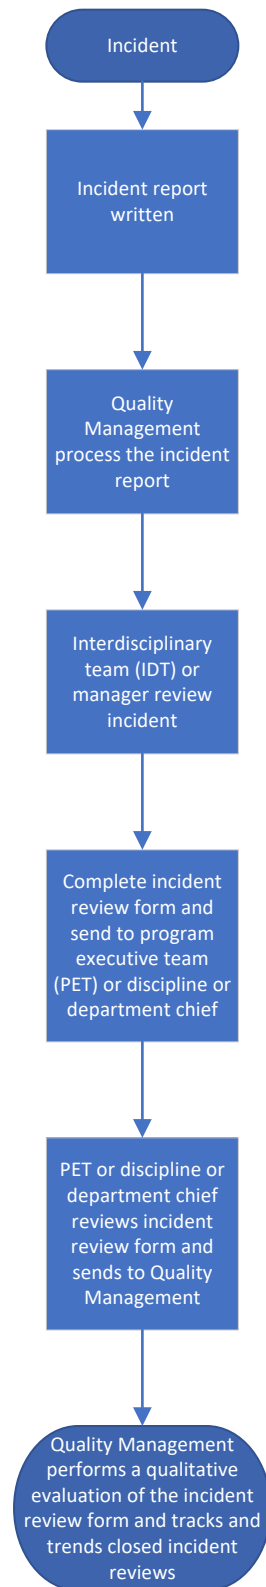 Incident
Incident report
written
Quality
Management
process the incident
report
Interdisciplinary
team (IDT) or
manager review
incident
Complete incident
review form and
send to program
executive team
(PET) or discipline or
department chief
PET or discipline or
department chief
reviews incident
review form and
sends to Quality
Management
Quality Management
performs a qualitative
evaluation of the incident
review form and tracks and
trends closed incident
reviews